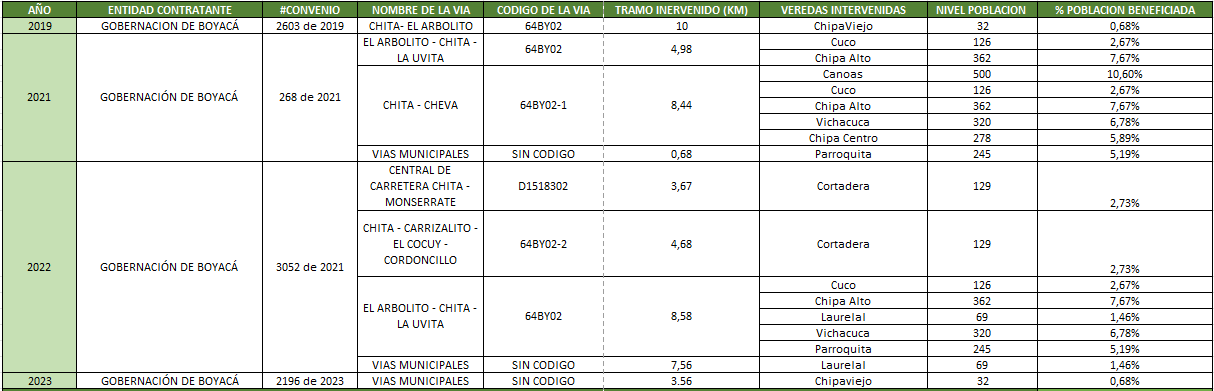 AÑO ENTIDAD CONTRATANTE #CONVENIO NOMBRE DE LA VIA CODIGO DE LA VIA TRAMO INERVENIDO (KM) VEREDAS INTERVENIDAS NIVEL POBLACION % POBLACION BENEFICIADA
2019 GOBERNACION DE BOYACÁ 2603 de 2019 CHITA- EL ARBOLITO 64BY02 10 ChipaViejo 32 0,68%
2021 GOBERNACIÓN DE BOYACÁ 268 de 2021
EL ARBOLITO - CHITA -
LA UVITA
64BY02 4,98
Cuco 126 2,67%
Chipa Alto 362 7,67%
CHITA - CHEVA 64BY02-1 8,44
Canoas 500 10,60%
Cuco 126 2,67%
Chipa Alto 362 7,67%
Vichacuca 320 6,78%
Chipa Centro 278 5,89%
VIAS MUNICIPALES SIN CODIGO 0,68 Parroquita 245 5,19%
2022 GOBERNACIÓN DE BOYACÁ 3052 de 2021
CENTRAL DE
CARRETERA CHITA -
MONSERRATE
D1518302 3,67 Cortadera 129 2,73%
CHITA - CARRIZALITO -
EL COCUY -
CORDONCILLO
64BY02-2 4,68 Cortadera 129 2,73%
EL ARBOLITO - CHITA -
LA UVITA
64BY02 8,58
Cuco 126 2,67%
Chipa Alto 362 7,67%
Laurelal 69 1,46%
Vichacuca 320 6,78%
Parroquita 245 5,19%
VIAS MUNICIPALES SIN CODIGO 7,56 Laurelal 69 1,46%
2023 GOBERNACIÓN DE BOYACÁ 2196 de 2023 VIAS MUNICIPALES SIN CODIGO 3.56 Chipaviejo 32 0,68%